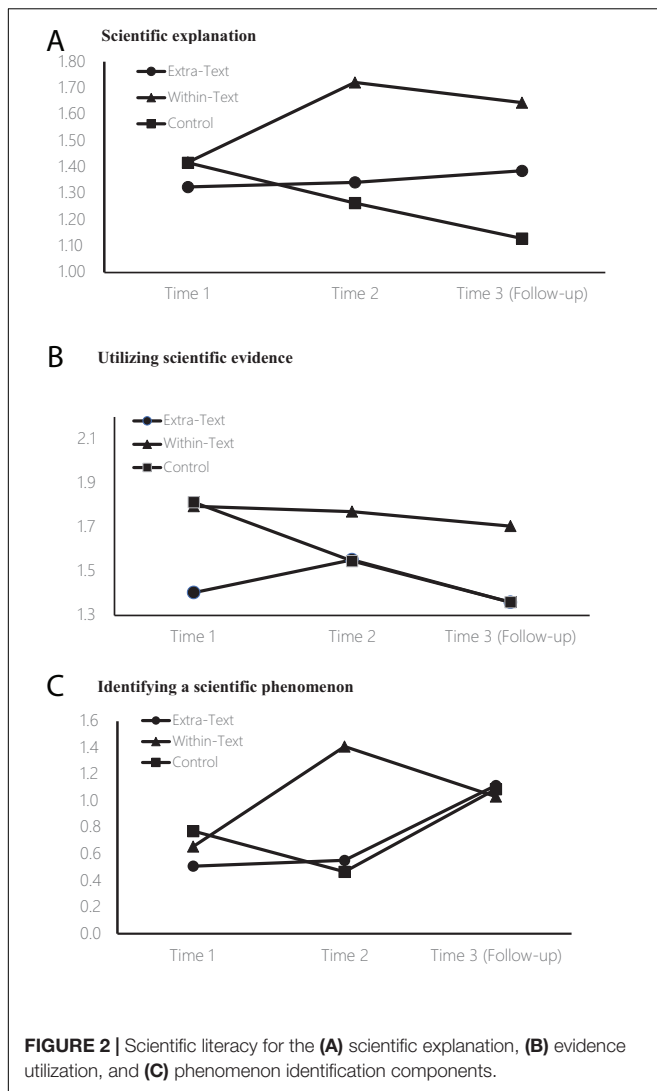 A Scientific explanation
1.80
1.70
1.60
1.50
1.40
1.30
1.20
1.10
1.00
Extra-Text
Within-Text
Control
Time 1 Time 2 Time 3 (Follow-up)
B Utilizing scientific evidence
2.1
1.9
1.7
1.5
1.3
Extra-Text
Within-Text
Control
Time 1 Time 2 Time 3 (Follow-up)
C Identifying a scientific phenomenon
1.6
1.4
1.2
1.0
0.8
0.6
0.4
0.2
0.0
Extra-Text
Within-Text
Control
Time 1 Time 2 Time 3 (Follow-up)
FIGURE 2 | Scientific literacy for the (A) scientific explanation, (B) evidence
utilization, and (C) phenomenon identification components.